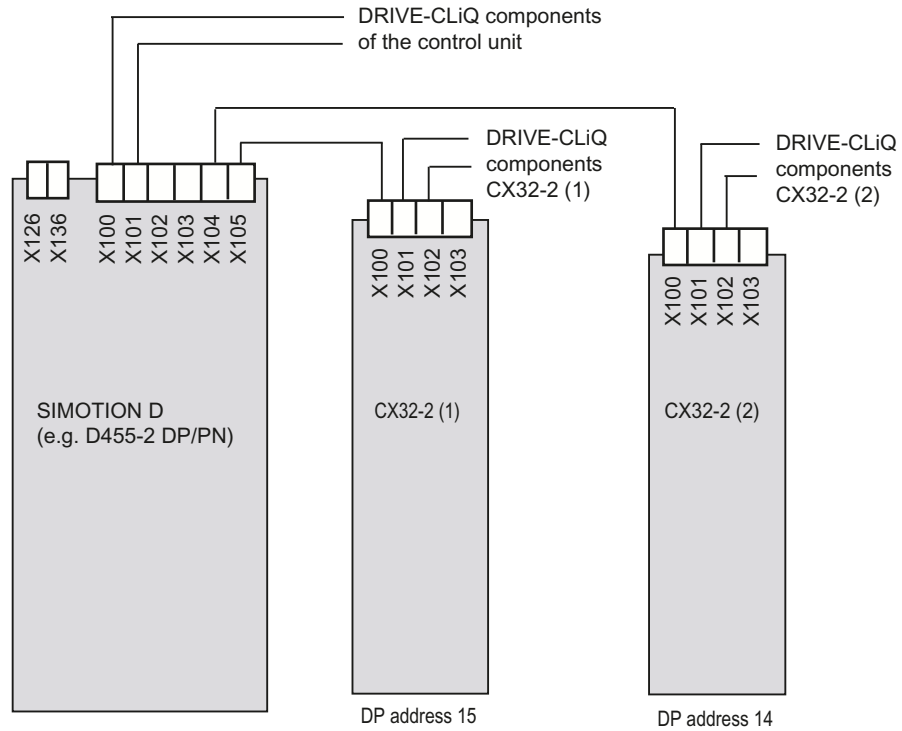 DRIVE-CLiQ components
of the control unit
DRIVE-CLiQ
components
CX32-2 (1)
DRIVE-CLiQ
components
CX32-2 (2)
X126
X136
X100
X101
X102
X103
X104
X105
X100
X101
X102
X103
X100
X101
X102
X103
SIMOTION D
(e.g. D455-2 DP/PN)
CX32-2 (1)
CX32-2 (2)
DP address 15
DP address 14